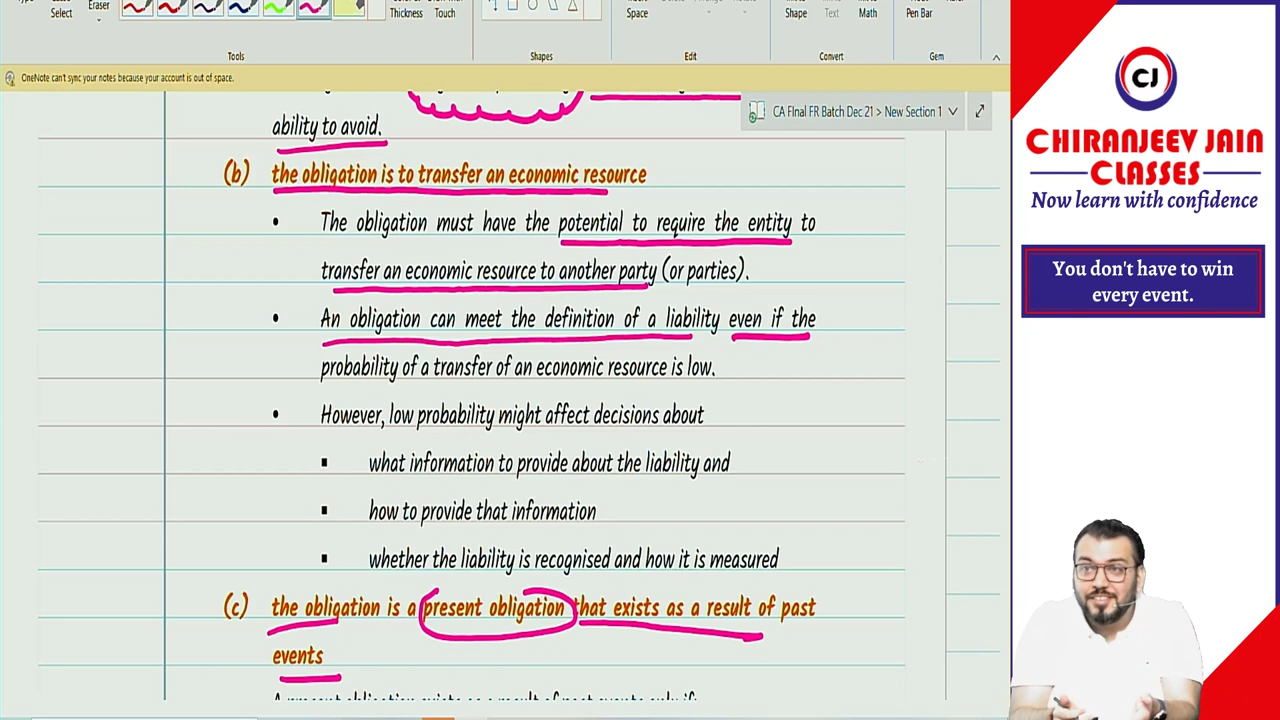 Eraser
Select
Thickness
Touch
Space
Shape
Text
Math
Pen Bar
Tools
Shapes
Edit
Convert
Gem
OneNote can't sync your notes because your account is out of space.
CA FInal FR Batch Dec 21 > New Section 1
ability to avoid.
(b) the obligation is to transfer an economic resource
• The obligation must have the potential to require the entity to
transfer an economic resource to another party (or parties).
• An obligation can meet the definition of a liability even if the
probability of a transfer of an economic resource is low.
• However, low probability might affect decisions about
▪ what information to provide about the liability and
▪ how to provide that information
▪ whether the liability is recognised and how it is measured
(c) the obligation is a present obligation that exists as a result of past
events
CJ
CHIRANJEEV JAIN
CLASSES
Now learn with confidence
You don't have to win
every event.